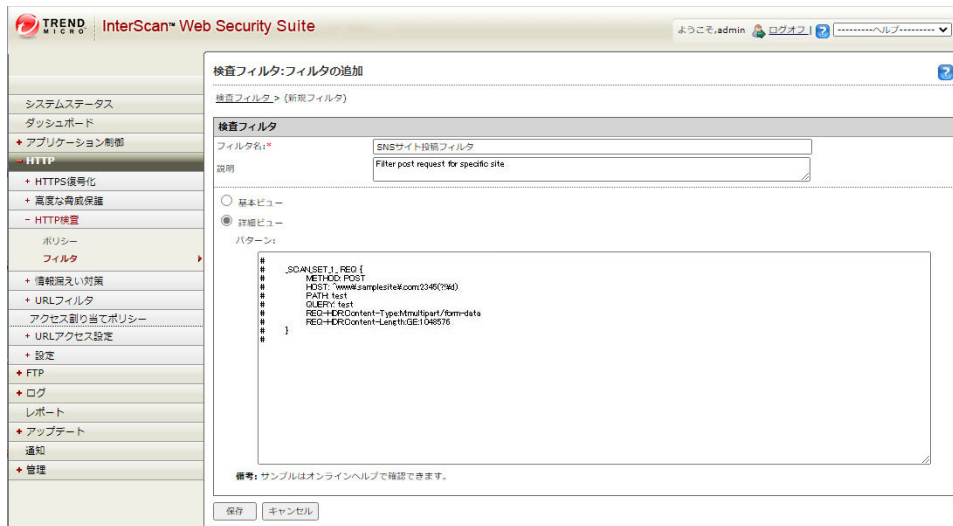 TREND MICRO InterScan™ Web Security Suite
ようこそ,admin ログオフ | ? ---------ヘルプ---------
検査フィルタ:フィルタの追加
?
検査フィルタ > (新規フィルタ)
システムステータス
ダッシュボード
+ アプリケーション制御
- HTTP
+ HTTPS復号化
+ 高度な脅威保護
- HTTP検査
ポリシー
フィルタ
+ 情報漏えい対策
+ URLフィルタ
アクセス割り当てポリシー
+ URLアクセス設定
+ 設定
+ FTP
+ ログ
レポート
+ アップデート
通知
+ 管理
検査フィルタ
フィルタ名:* SNSサイト投稿フィルタ
説明 Filter post request for specific site
基本ビュー
詳細ビュー
パターン:
#
# _SCAN_SET_1_ REQ {
# METHOD: POST
# HOST: ^www¥.samplesite¥.com:2345(?!¥d)
# PATH: test
# QUERY: test
# REQ-HDR:Content-Type:M:multipart/form-data
# REQ-HDR:Content-Length:GE:1048576
# }
#
備考: サンプルはオンラインヘルプで確認できます。
保存 キャンセル